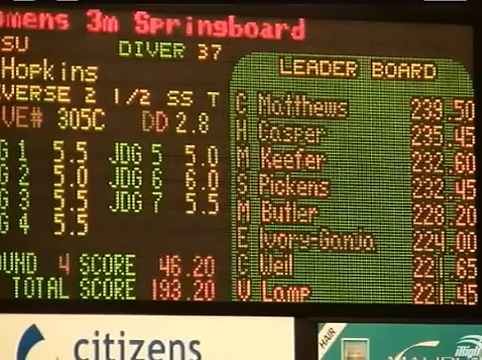 mens 3m Springboard
SU DIVER 37
Hopkins
VERSE 2 1/2 SS T
VE# 305C DD 2.8
G 1 5.5 JDG 5 5.0
G 2 5.0 JDG 6 6.0
G 3 5.5 JDG 7 5.5
G 4 5.5
OUND 4 SCORE 46.20
TOTAL SCORE 193.20
LEADER BOARD
C Matthews 239.50
H Casper 235.45
M Keefer 232.60
S Pickens 232.45
M Butler 228.20
E Ivory-Ganja 224.00
C Weil 221.65
V Lamp 221.45
citizens
HAIR